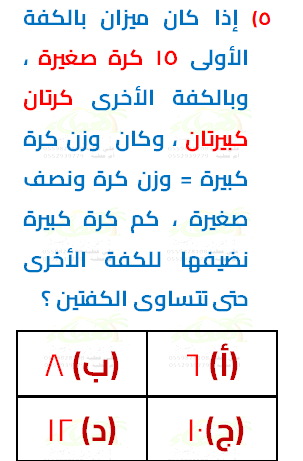 ٥) إذا كان ميزان بالكفة
الأولى ١٥ كرة صغيرة ،
وبالكفة الأخرى كرتان
كبيرتان ، وكان وزن كرة
كبيرة = وزن كرة ونصف
صغيرة ، كم كرة كبيرة
نضيفها للكفة الأخرى
حتى تتساوى الكفتين ؟
(أ) ٦ (ب) ٨
(ج) ١٠ (د) ١٢